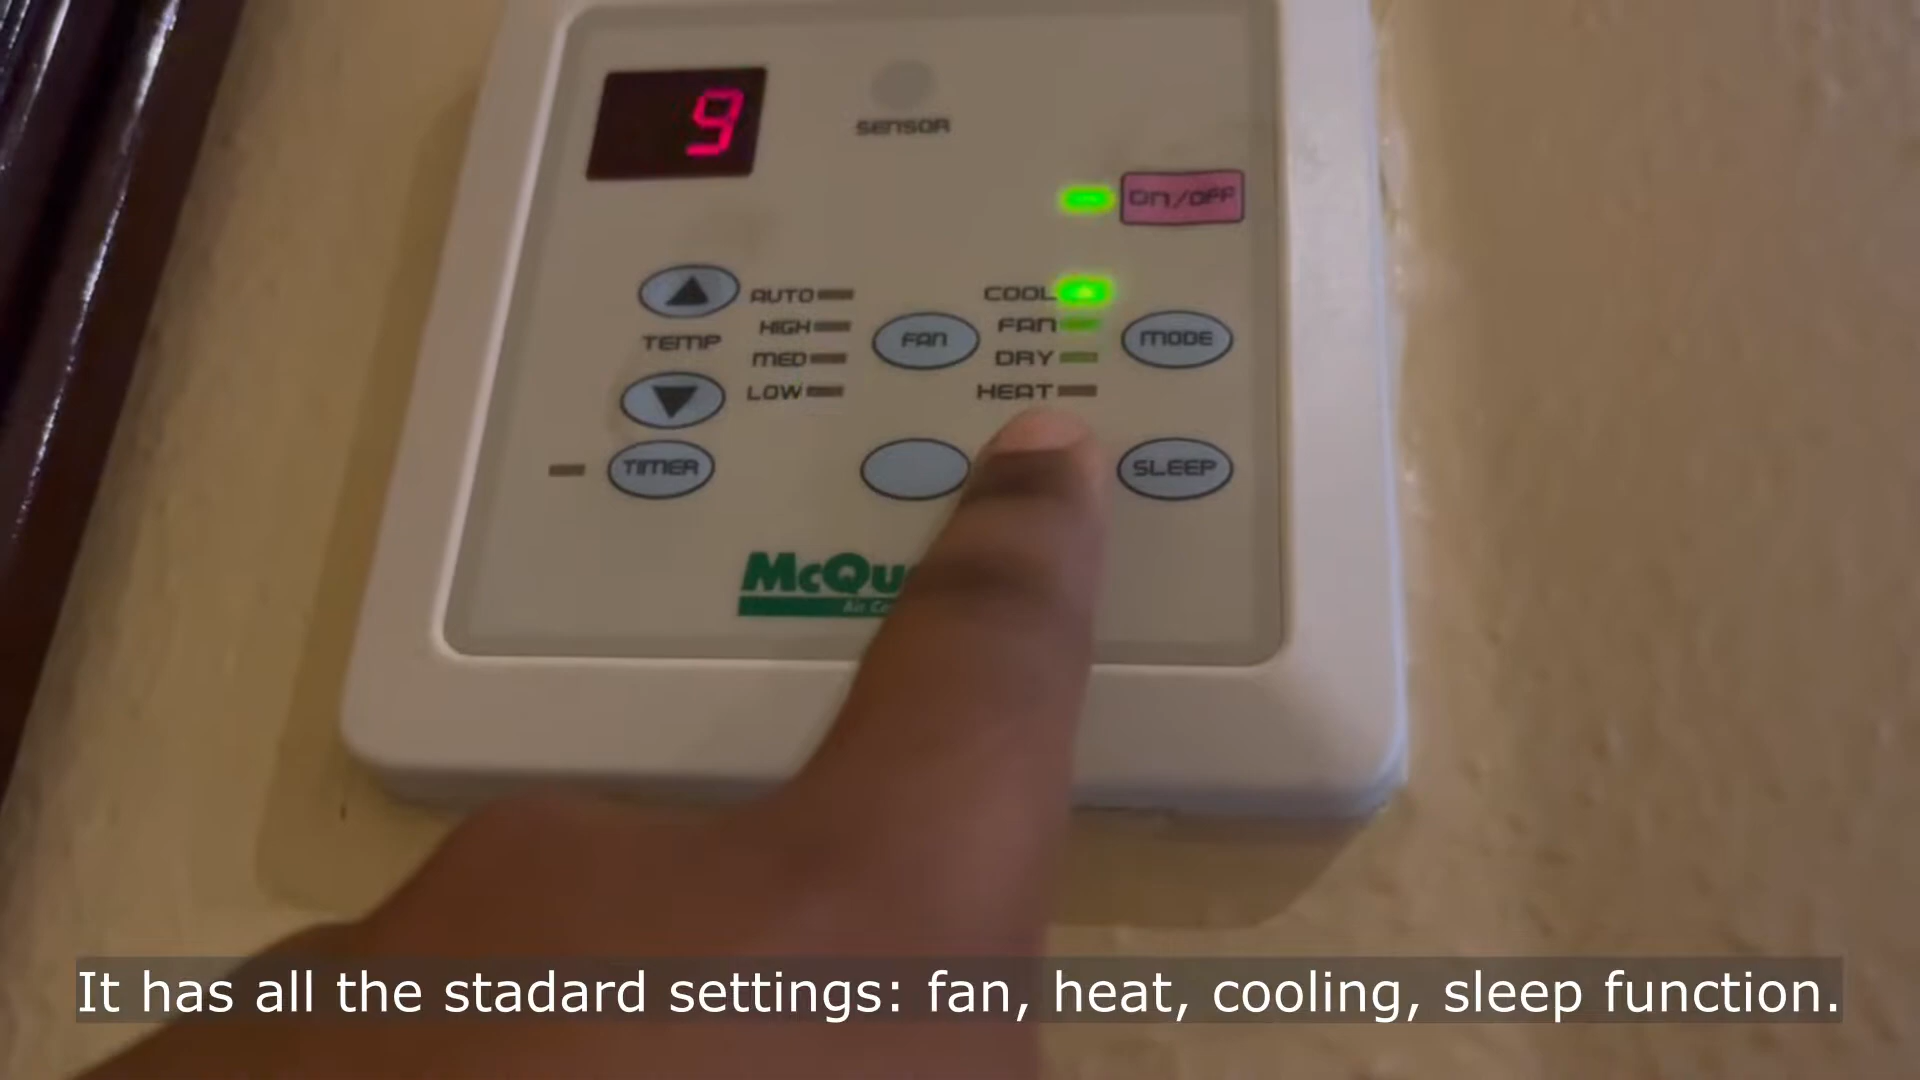 9
SENSOR
ON/OFF
AUTO
COOL
HIGH
FAN
TEMP
FAN
MODE
MED
DRY
LOW
HEAT
TIMER
SLEEP
It has all the stadard settings: fan, heat, cooling, sleep function.